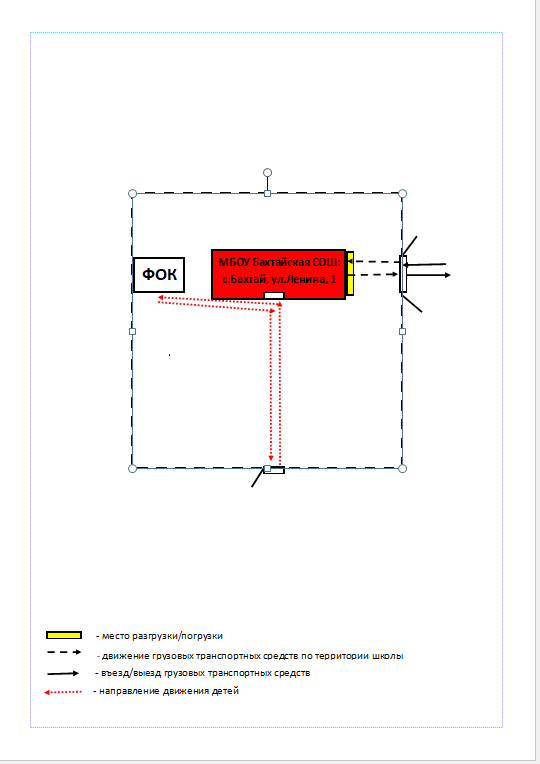 МБОУ Бахтайская СОШ:
с.Бахтай, ул.Ленина, 1
ФОК
- место разгрузки/погрузки
- движение грузовых транспортных средств по территории школы
- въезд/выезд грузовых транспортных средств
- направление движения детей